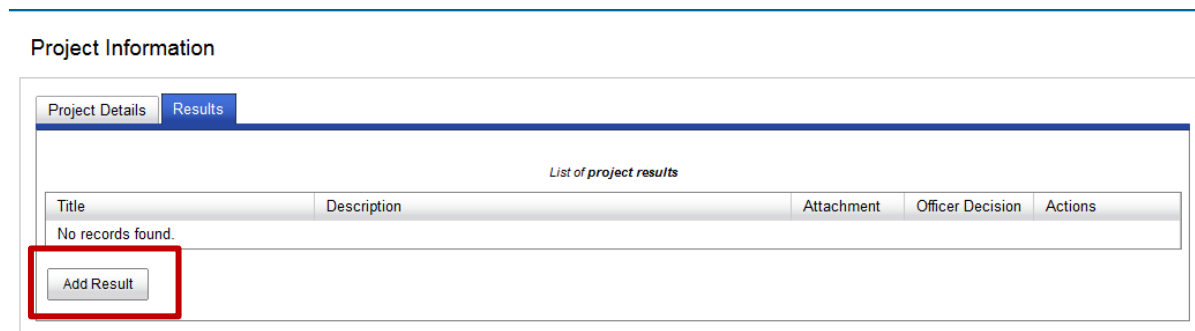 Project Information
Project Details Results
List of project results
Title Description Attachment Officer Decision Actions
No records found.
Add Result